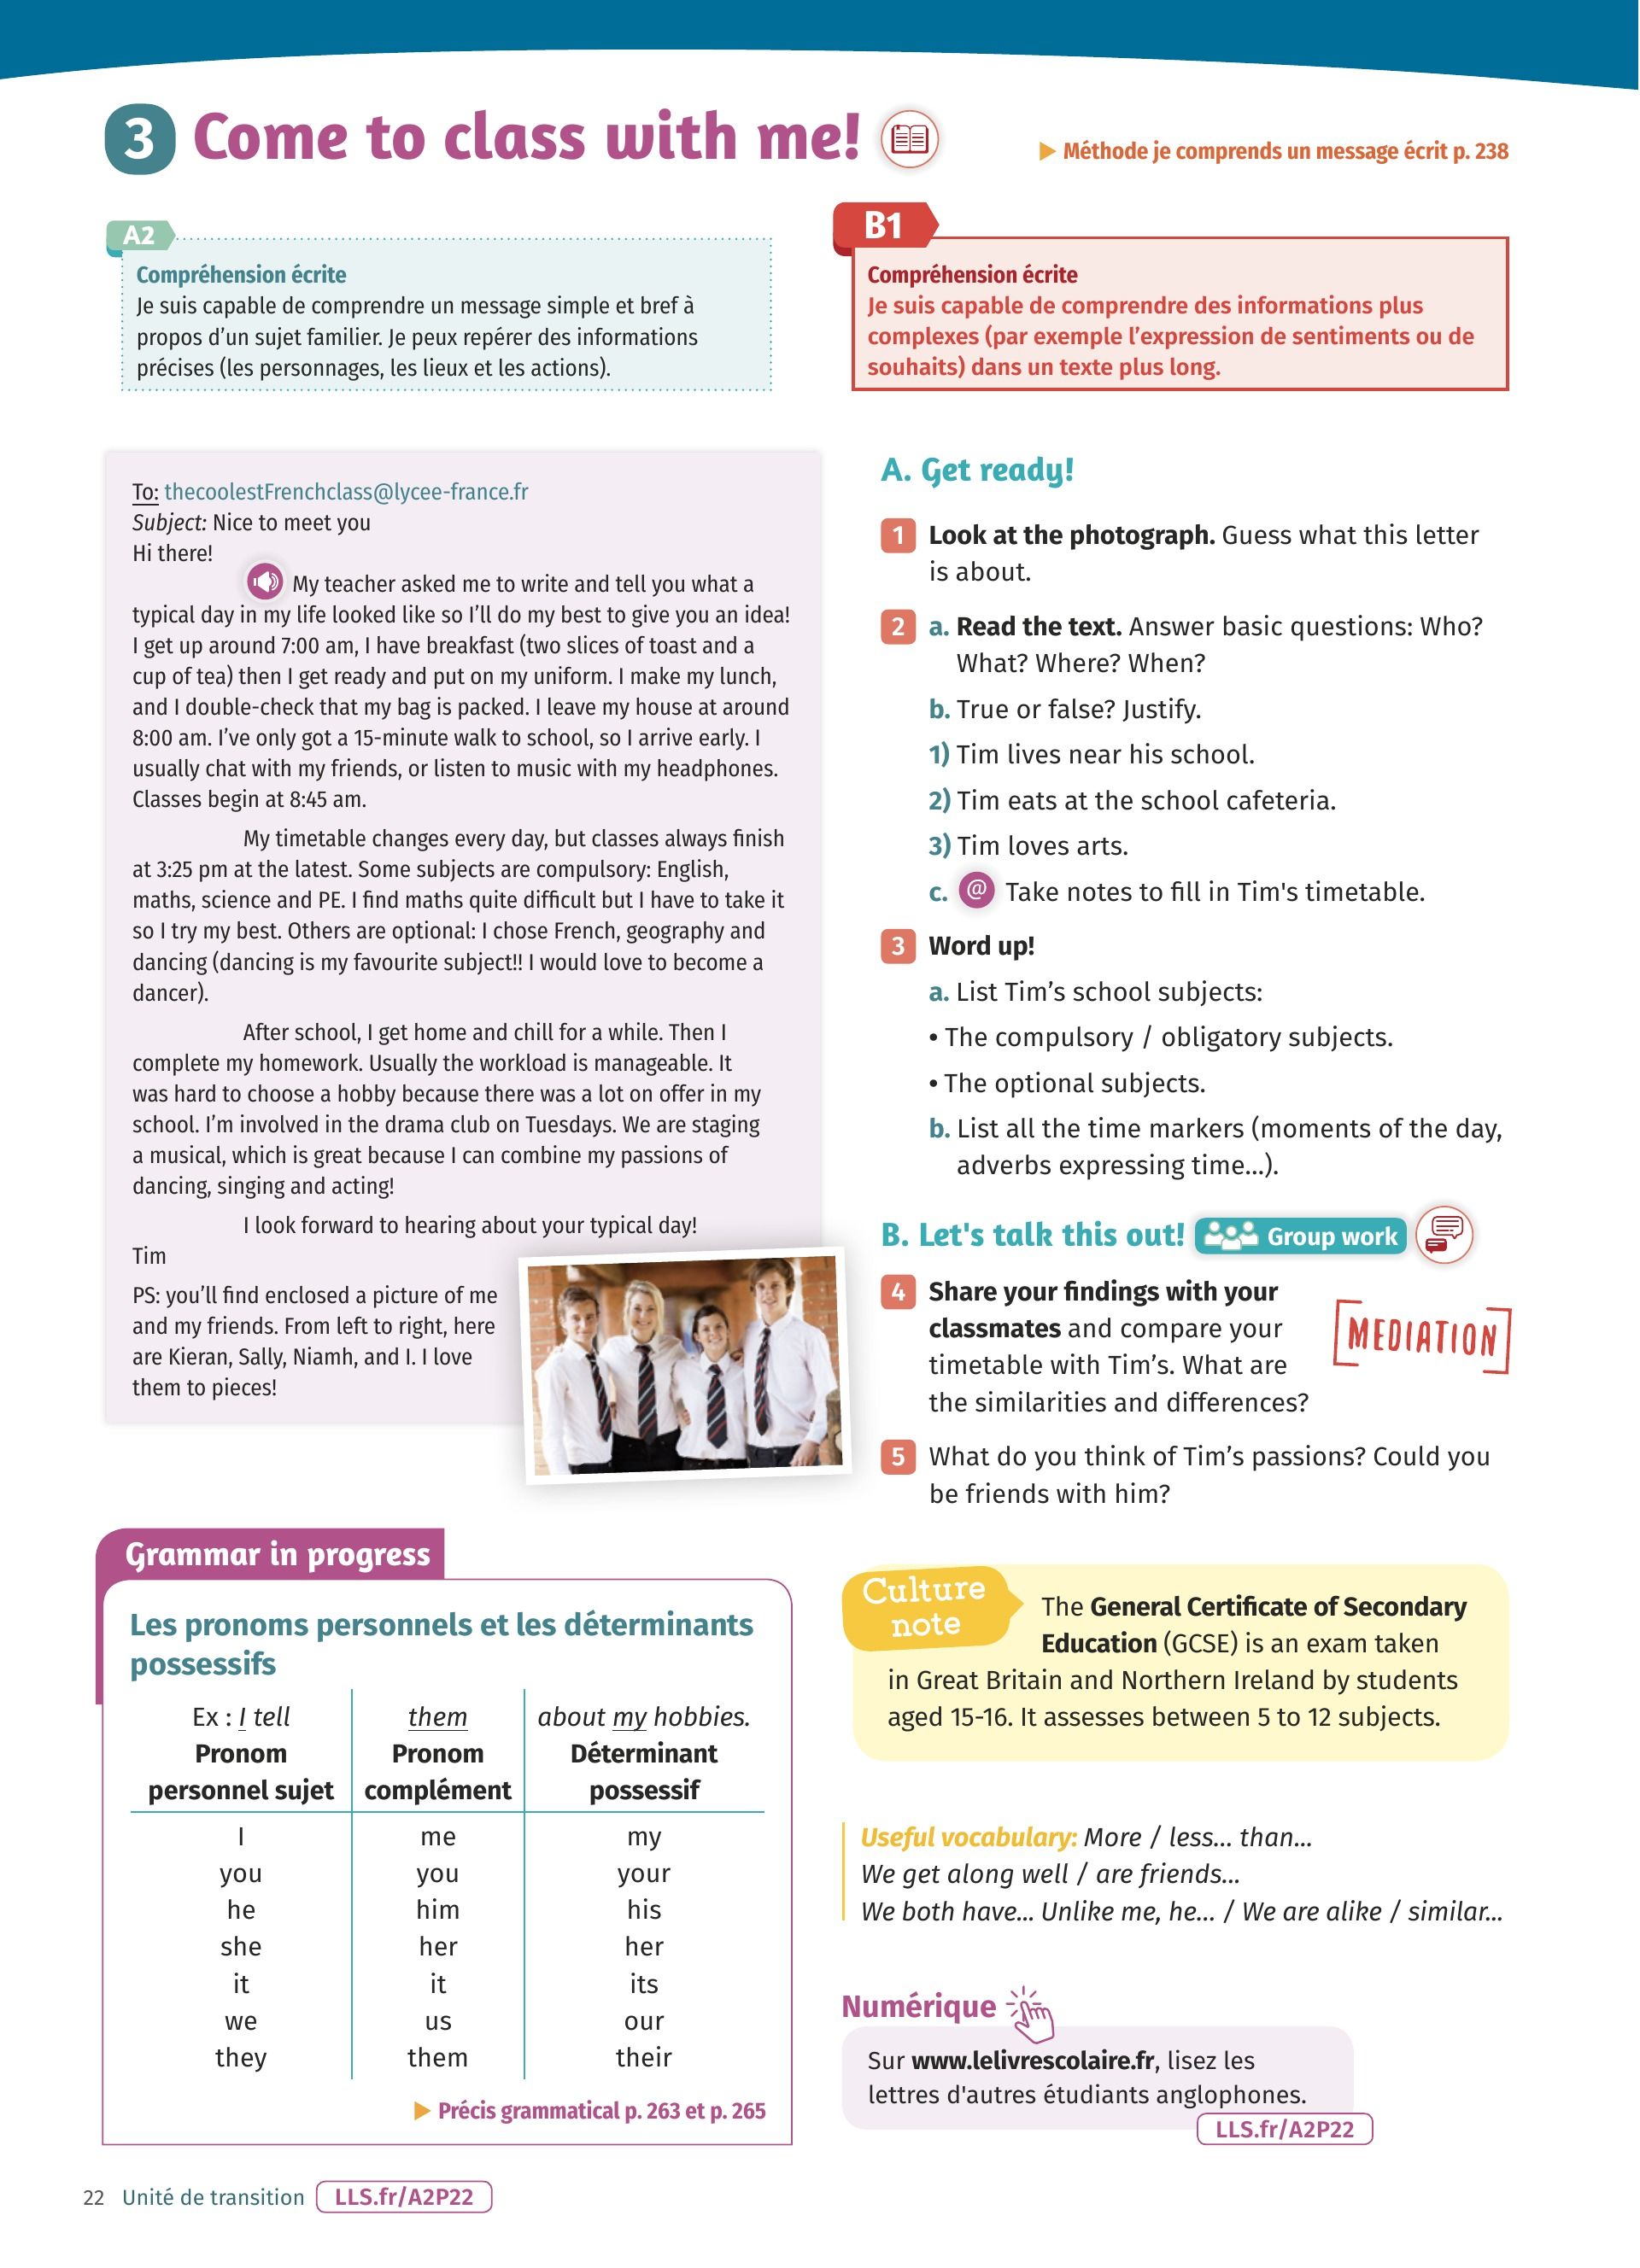 3 Come to class with me!
▶ Méthode je comprends un message écrit p. 238
A2
Compréhension écrite
Je suis capable de comprendre un message simple et bref à
propos d'un sujet familier. Je peux repérer des informations
précises (les personnages, les lieux et les actions).
B1
Compréhension écrite
Je suis capable de comprendre des informations plus
complexes (par exemple l'expression de sentiments ou de
souhaits) dans un texte plus long.
To: thecoolestFrenchclass@lycee-france.fr
Subject: Nice to meet you
Hi there!
My teacher asked me to write and tell you what a
typical day in my life looked like so I'll do my best to give you an idea!
I get up around 7:00 am, I have breakfast (two slices of toast and a
cup of tea) then I get ready and put on my uniform. I make my lunch,
and I double-check that my bag is packed. I leave my house at around
8:00 am. I've only got a 15-minute walk to school, so I arrive early. I
usually chat with my friends, or listen to music with my headphones.
Classes begin at 8:45 am.
My timetable changes every day, but classes always finish
at 3:25 pm at the latest. Some subjects are compulsory: English,
maths, science and PE. I find maths quite difficult but I have to take it
so I try my best. Others are optional: I chose French, geography and
dancing (dancing is my favourite subject!! I would love to become a
dancer).
After school, I get home and chill for a while. Then I
complete my homework. Usually the workload is manageable. It
was hard to choose a hobby because there was a lot on offer in my
school. I'm involved in the drama club on Tuesdays. We are staging
a musical, which is great because I can combine my passions of
dancing, singing and acting!
I look forward to hearing about your typical day!
Tim
PS: you'll find enclosed a picture of me
and my friends. From left to right, here
are Kieran, Sally, Niamh, and I. I love
them to pieces!
A. Get ready!
1 Look at the photograph. Guess what this letter
is about.
2 a. Read the text. Answer basic questions: Who?
What? Where? When?
b. True or false? Justify.
1) Tim lives near his school.
2) Tim eats at the school cafeteria.
3) Tim loves arts.
c. @ Take notes to fill in Tim's timetable.
3 Word up!
a. List Tim's school subjects:
• The compulsory / obligatory subjects.
• The optional subjects.
b. List all the time markers (moments of the day,
adverbs expressing time...).
B. Let's talk this out! Group work
4 Share your findings with your
classmates and compare your
timetable with Tim's. What are
the similarities and differences?
MEDIATION
5 What do you think of Tim's passions? Could you
be friends with him?
Grammar in progress
Les pronoms personnels et les déterminants
possessifs
Ex : I tell them about my hobbies.
Pronom Pronom Déterminant
personnel sujet complément possessif
I me my
you you your
he him his
she her her
it it its
we us our
they them their
▶ Précis grammatical p. 263 et p. 265
Culture
note
The General Certificate of Secondary
Education (GCSE) is an exam taken
in Great Britain and Northern Ireland by students
aged 15-16. It assesses between 5 to 12 subjects.
Useful vocabulary: More / less... than...
We get along well / are friends...
We both have... Unlike me, he... / We are alike / similar...
Numérique
Sur www.lelivrescolaire.fr, lisez les
lettres d'autres étudiants anglophones.
LLS.fr/A2P22
22 Unité de transition LLS.fr/A2P22